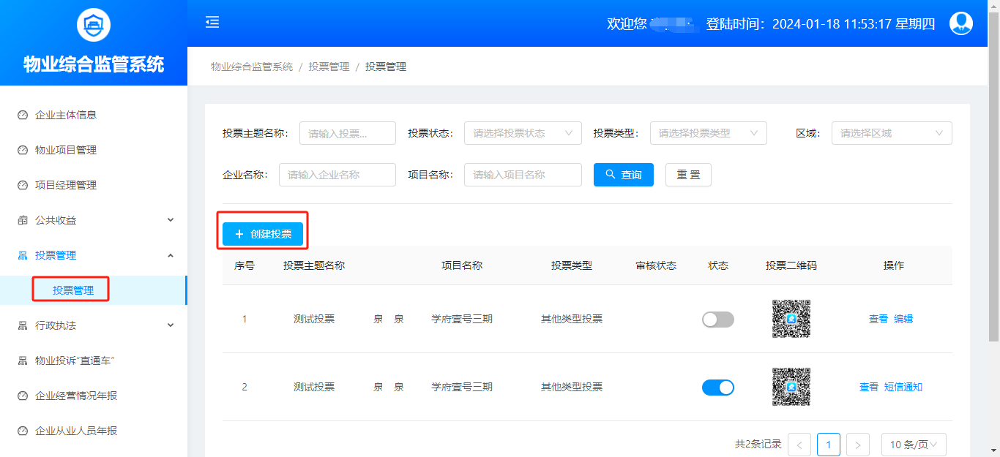 物业综合监管系统
欢迎您
登陆时间：2024-01-18 11:53:17 星期四
物业综合监管系统 / 投票管理 / 投票管理
企业主体信息
物业项目管理
项目经理管理
公共收益
投票管理
投票管理
行政执法
物业投诉“直通车”
企业经营情况年报
企业从业人员年报
投票主题名称： 请输入投票... 投票状态： 请选择投票状态 投票类型： 请选择投票类型 区域： 请选择区域
企业名称： 请输入企业名称 项目名称： 请输入项目名称 查询 重 置
+ 创建投票
序号 投票主题名称 项目名称 投票类型 审核状态 状态 投票二维码 操作
1 测试投票 泉 泉 学府壹号三期 其他类型投票 查看 编辑
2 测试投票 泉 泉 学府壹号三期 其他类型投票 查看 短信通知
共2条记录 < 1 > 10 条/页